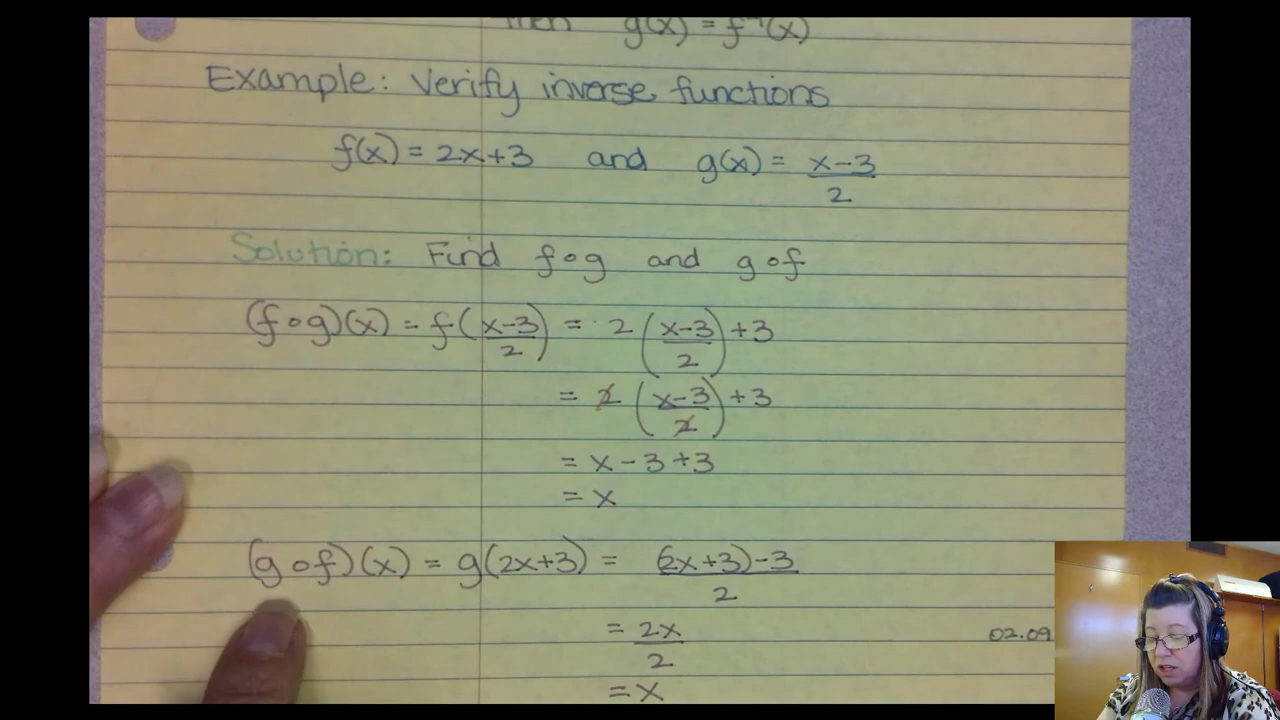 Then g(x) = f⁻¹(x)
Example: Verify inverse functions
f(x) = 2x+3 and g(x) = (x-3)/2
Solution: Find f∘g and g∘f
(f∘g)(x) = f((x-3)/2) = 2((x-3)/2)+3
= 2((x-3)/2)+3
= x-3+3
= x
(g∘f)(x) = g(2x+3) = ((2x+3)-3)/2
= 2x/2
02.09
= x